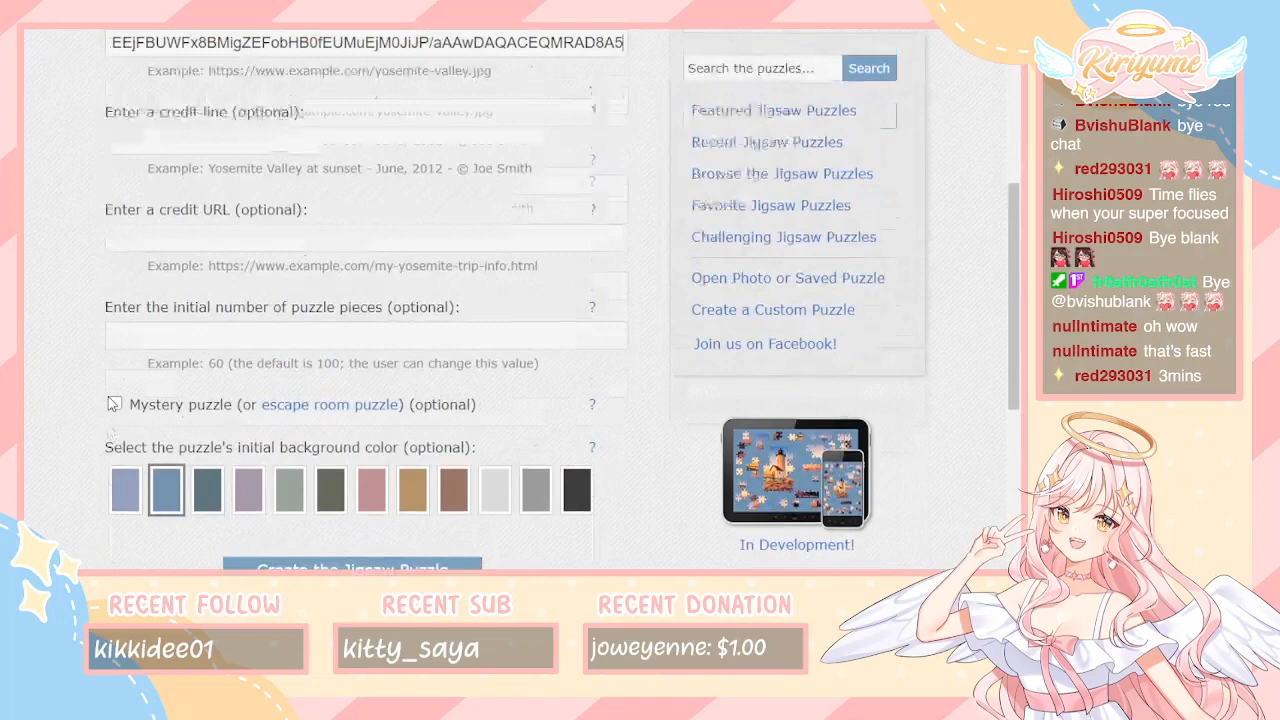 EEjFBUWFx8BMigZEFobHB0fEUMuEjM0JiJP/aAAwDAQACEQMRAD8A5
Example: https://www.example.com/yosemite-valley.jpg
Enter a credit line (optional):
?
Example: Yosemite Valley at sunset - June, 2012 - © Joe Smith
Enter a credit URL (optional):
?
Example: https://www.example.com/my-yosemite-trip-info.html
Enter the initial number of puzzle pieces (optional):
?
Example: 60 (the default is 100; the user can change this value)
Mystery puzzle (or escape room puzzle) (optional)
?
Select the puzzle's initial background color (optional):
?
Create the Jigsaw Puzzle
Search the puzzles...
Search
Featured Jigsaw Puzzles
Recent Jigsaw Puzzles
Browse the Jigsaw Puzzles
Favorite Jigsaw Puzzles
Challenging Jigsaw Puzzles
Open Photo or Saved Puzzle
Create a Custom Puzzle
Join us on Facebook!
In Development!
Kiriyume
BvishuBlank bye
chat
red293031
Hiroshi0509 Time flies
when your super focused
Hiroshi0509 Bye blank
fr0stfr0stfr0st Bye
@bvishublank
nulIntimate oh wow
nulIntimate that's fast
red293031 3mins
RECENT FOLLOW
kikkidee01
RECENT SUB
kitty_saya
RECENT DONATION
joweyenne: $1.00